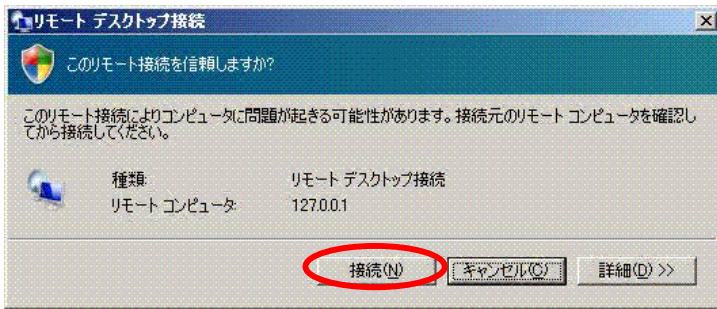 リモート デスクトップ接続
このリモート接続を信頼しますか?
このリモート接続によりコンピュータに問題が起きる可能性があります。接続元のリモート コンピュータを確認し
てから接続してください。
種類: リモート デスクトップ接続
リモート コンピュータ: 127.0.0.1
接続(N) キャンセル(C) 詳細(D) >>